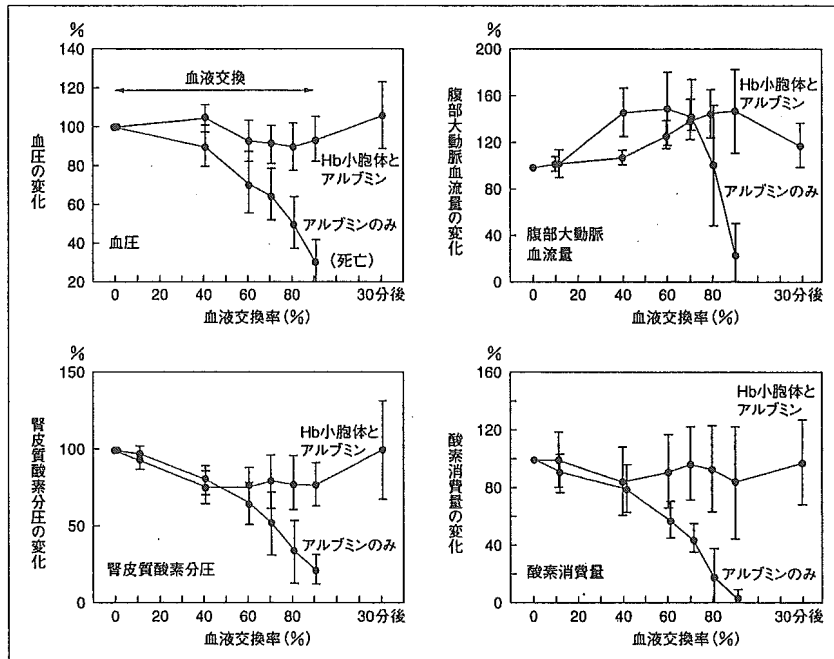 %
140
120
100
80
60
40
20
血圧の変化
血液交換
Hb小胞体と
アルブミン
アルブミンのみ
(死亡)
血圧
0 20 40 60 80 30分後
血液交換率(%)
%
200
160
120
80
40
0
腹部大動脈血流量の変化
Hb小胞体と
アルブミン
アルブミンのみ
腹部大動脈
血流量
0 20 40 60 80 30分後
血液交換率(%)
%
150
100
50
0
腎皮質酸素分圧の変化
Hb小胞体と
アルブミン
アルブミンのみ
腎皮質酸素分圧
0 20 40 60 80 30分後
血液交換率(%)
%
160
120
80
40
0
酸素消費量の変化
Hb小胞体と
アルブミン
アルブミンのみ
酸素消費量
0 20 40 60 80 30分後
血液交換率(%)